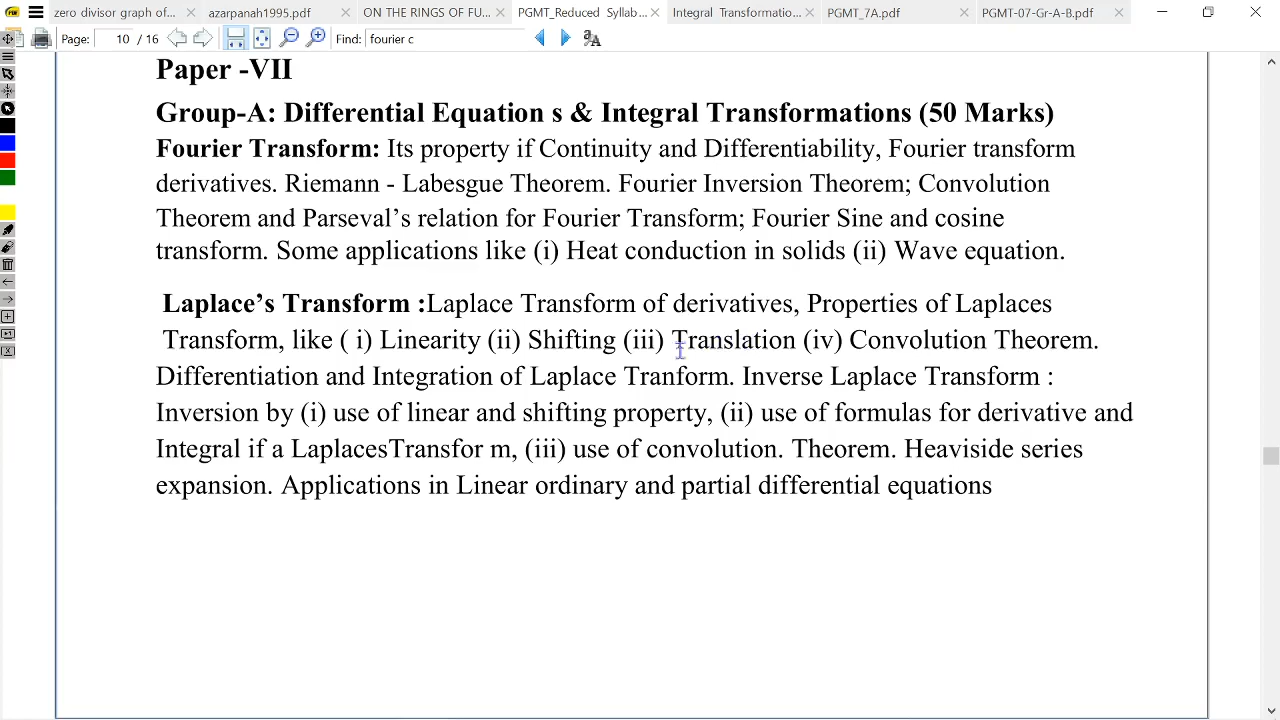 zero divisor graph of...
azarpanah1995.pdf
ON THE RINGE F U...
PGMT_Reduced Syllab...
Integral Transformatio...
PGMT_7A.pdf
PGMT-07-Gr-A-B.pdf
Page: 10 / 16 Find: fourier c
Paper -VII
Group-A: Differential Equation s & Integral Transformations (50 Marks)
Fourier Transform: Its property if Continuity and Differentiability, Fourier transform
derivatives. Riemann - Labesgue Theorem. Fourier Inversion Theorem; Convolution
Theorem and Parseval’s relation for Fourier Transform; Fourier Sine and cosine
transform. Some applications like (i) Heat conduction in solids (ii) Wave equation.
Laplace’s Transform :Laplace Transform of derivatives, Properties of Laplaces
Transform, like ( i) Linearity (ii) Shifting (iii) Translation (iv) Convolution Theorem.
Differentiation and Integration of Laplace Tranform. Inverse Laplace Transform :
Inversion by (i) use of linear and shifting property, (ii) use of formulas for derivative and
Integral if a LaplacesTransfor m, (iii) use of convolution. Theorem. Heaviside series
expansion. Applications in Linear ordinary and partial differential equations